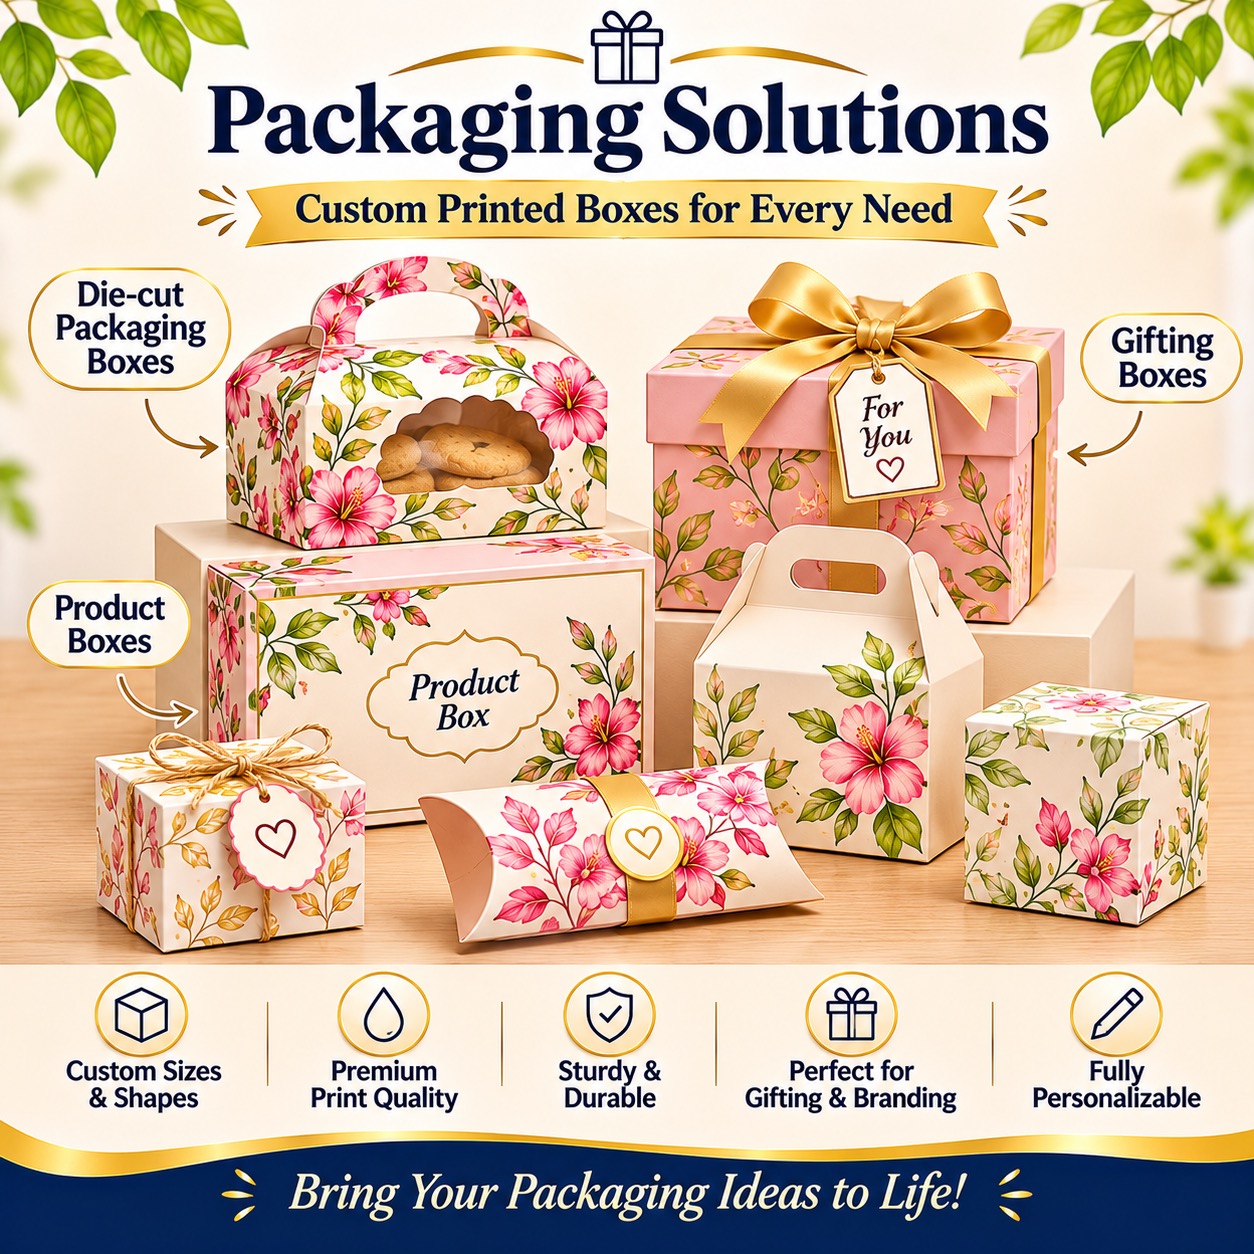 Packaging Solutions
Custom Printed Boxes for Every Need
Die-cut
Packaging
Boxes
Gifting
Boxes
For
You
Product
Boxes
Product
Box
Custom Sizes
& Shapes
Premium
Print Quality
Sturdy &
Durable
Perfect for
Gifting & Branding
Fully
Personalizable
Bring Your Packaging Ideas to Life!